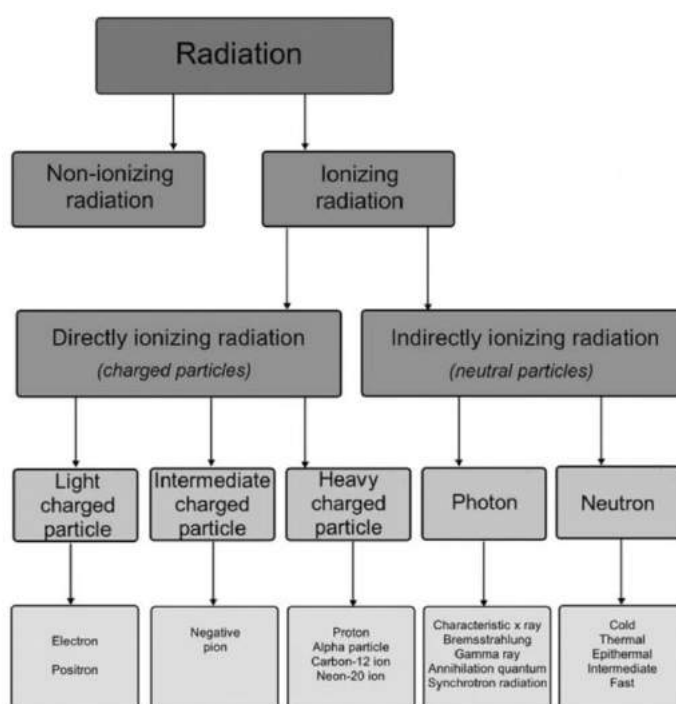 Radiation
Non-ionizing
radiation
Ionizing
radiation
Directly ionizing radiation
(charged particles)
Indirectly ionizing radiation
(neutral particles)
Light
charged
particle
Intermediate
charged
particle
Heavy
charged
particle
Photon
Neutron
Electron
Positron
Negative
pion
Proton
Alpha particle
Carbon-12 ion
Neon-20 ion
Characteristic x ray
Bremsstrahlung
Gamma ray
Annihilation quantum
Synchrotron radiation
Cold
Thermal
Epithermal
Intermediate
Fast